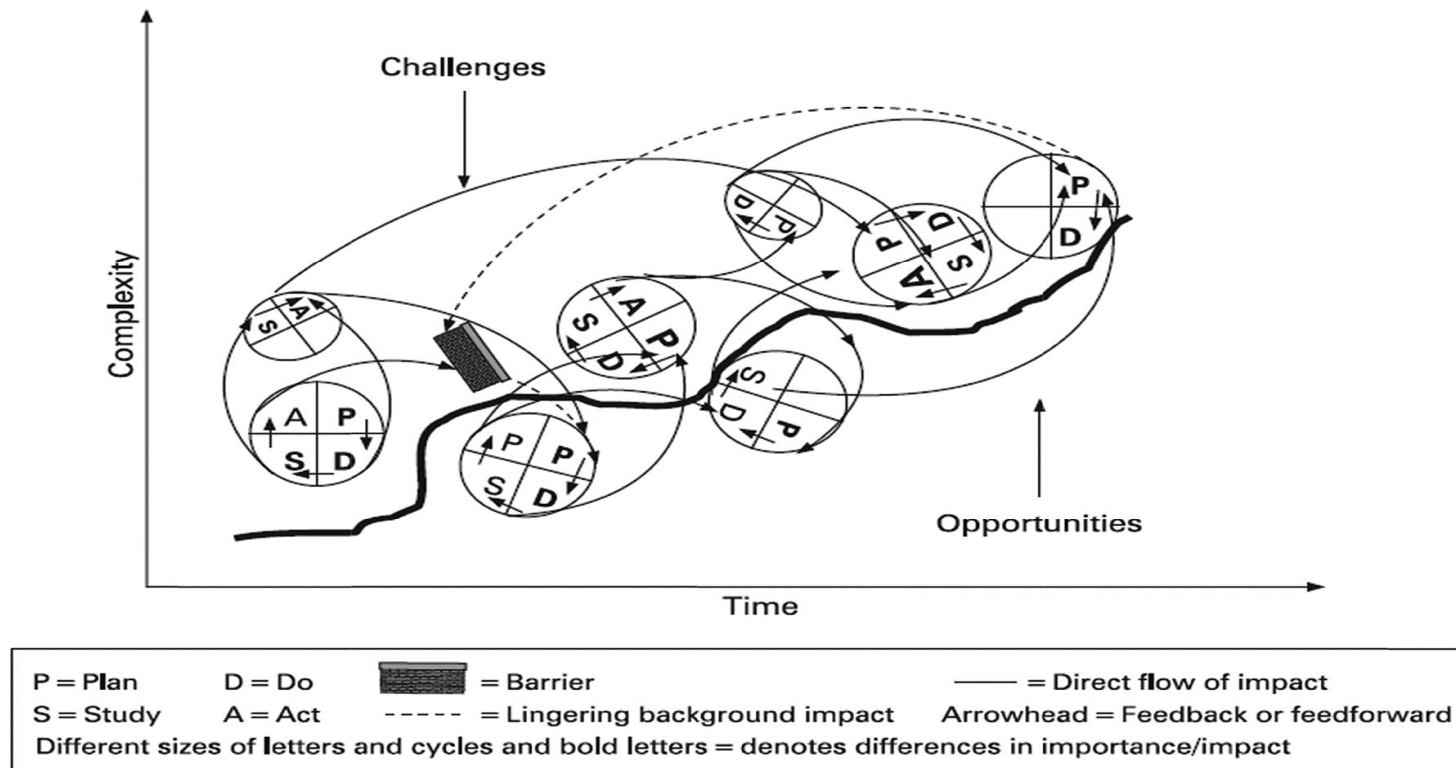 Challenges
Complexity
D P
P D S A
P D
A P D S
S A
A P D S
P P D S
S D P
Opportunities
Time
P = Plan D = Do = Barrier = Direct flow of impact
S = Study A = Act = Lingering background impact Arrowhead = Feedback or feedforward
Different sizes of letters and cycles and bold letters = denotes differences in importance/impact